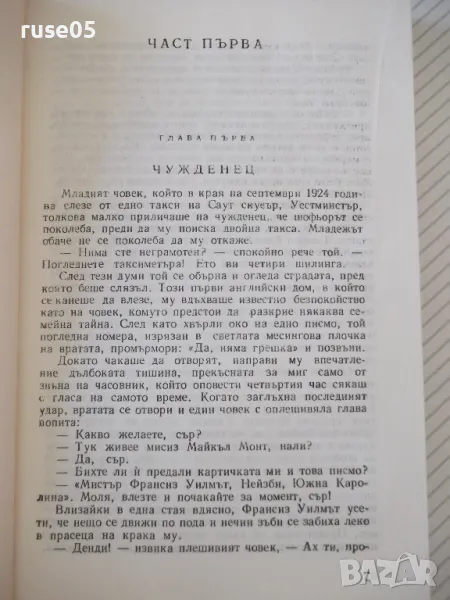 ruse05
ЧАСТ ПЪРВА
ГЛАВА ПЪРВА
ЧУЖДЕНЕЦ
Младият човек, който в края на септември 1924 годи-
на слезе от едно такси на Саут скуеър, Уестминстър,
толкова малко приличаше на чужденец, че шофьорът се
поколеба, преди да му поиска двойна такса. Младежът
обаче не се поколеба да му откаже.
— Нима сте неграмотен? — спокойно рече той. —
Погледнете таксиметъра! Ето ви четири шилинга.
След тези думи той се обърна и огледа сградата, пред
която беше слязъл. Този първи английски дом, в който
се канеше да влезе, му вдъхваше известно безпокойство
като на човек, комуто предстои да разкрие някаква се-
мейна тайна. След като хвърли око на едно писмо, той
погледна номера, изрязан в светлата месингова плочка
на вратата, промърмори: «Да, няма грешка» и позвъни.
Докато чакаше да отворят, направи му впечатление
дълбоката тишина, прекъсната за миг само от
звъна на часовник, който оповести четвъртия час сякаш
с гласа на самото време. Когато заглъхна последният
удар, вратата се отвори и един човек с оплешивяла глава
вопита:
— Какво желаете, сър?
— Тук живее мисиз Майкъл Монт, нали?
— Да, сър.
— Бихте ли ѝ предали картичката ми и това писмо?
— «Мистър Франсиз Уилмът, Нейзби, Южна Каро-
лина». Моля, влезте и почакайте за момент, сър!
Влизайки в една стая вдясно, Франсиз Уилмът усе-
ти, че нещо се движи по пода и нечии зъби се забиха леко
в прасеца на крака му.
— Денди! — извика плешивият човек, — Ах ти, про-
7
БАЗАР
bazar.bg